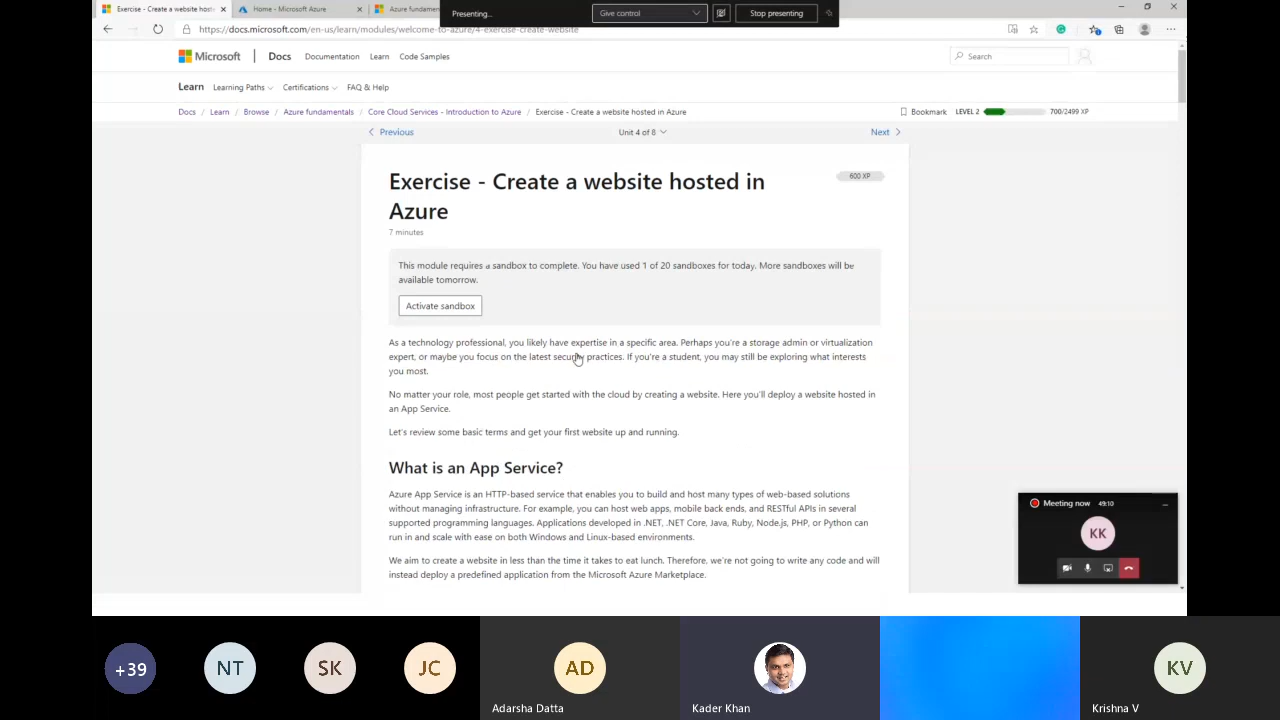 Exercise - Create a website host
Home - Microsoft Azure
Azure fundamen
Presenting...
Give control
Stop presenting
https://docs.microsoft.com/en-us/learn/modules/welcome-to-azure/4-exercise-create-website
Microsoft
Docs
Documentation
Learn
Code Samples
Search
Learn
Learning Paths
Certifications
FAQ & Help
Docs / Learn / Browse / Azure fundamentals / Core Cloud Services - Introduction to Azure / Exercise - Create a website hosted in Azure
Bookmark
LEVEL 2
700/2499 XP
Previous
Unit 4 of 8
Next
Exercise - Create a website hosted in
Azure
600 XP
7 minutes
This module requires a sandbox to complete. You have used 1 of 20 sandboxes for today. More sandboxes will be
available tomorrow.
Activate sandbox
As a technology professional, you likely have expertise in a specific area. Perhaps you're a storage admin or virtualization
expert, or maybe you focus on the latest security practices. If you're a student, you may still be exploring what interests
you most.
No matter your role, most people get started with the cloud by creating a website. Here you'll deploy a website hosted in
an App Service.
Let's review some basic terms and get your first website up and running.
What is an App Service?
Azure App Service is an HTTP-based service that enables you to build and host many types of web-based solutions
without managing infrastructure. For example, you can host web apps, mobile back ends, and RESTful APIs in several
supported programming languages. Applications developed in .NET, .NET Core, Java, Ruby, Node.js, PHP, or Python can
run in and scale with ease on both Windows and Linux-based environments.
We aim to create a website in less than the time it takes to eat lunch. Therefore, we're not going to write any code and will
instead deploy a predefined application from the Microsoft Azure Marketplace.
Meeting now
49:10
KK
+39
NT
SK
JC
AD
KV
Adarsha Datta
Kader Khan
Krishna V